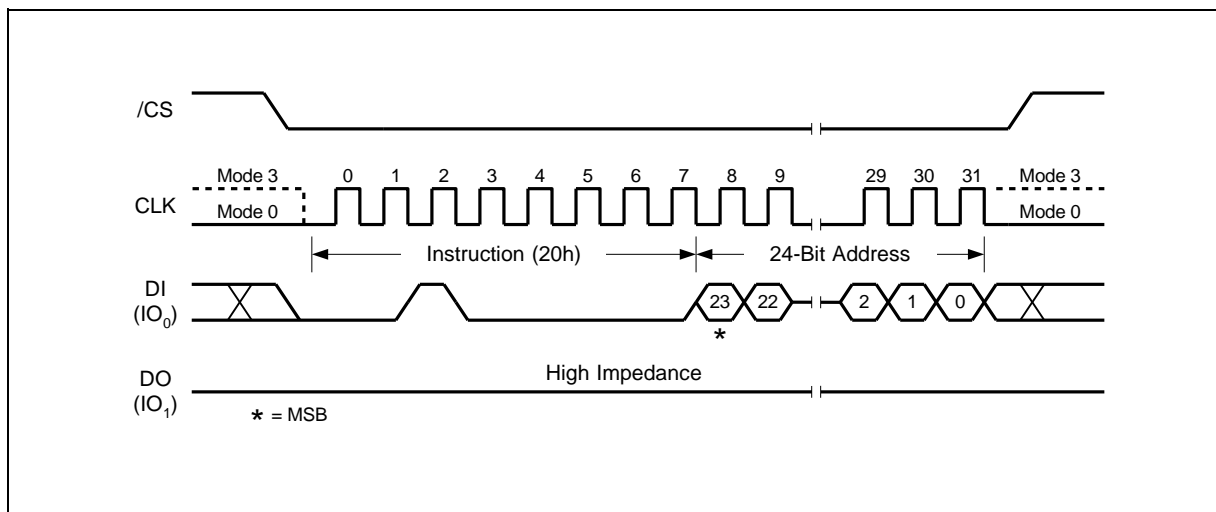 /CS
Mode 3 0 1 2 3 4 5 6 7 8 9 29 30 31 Mode 3
CLK
Mode 0 Mode 0
Instruction (20h) 24-Bit Address
DI
(IO0)
23 22 2 1 0
*
High Impedance
DO
(IO1)
* = MSB